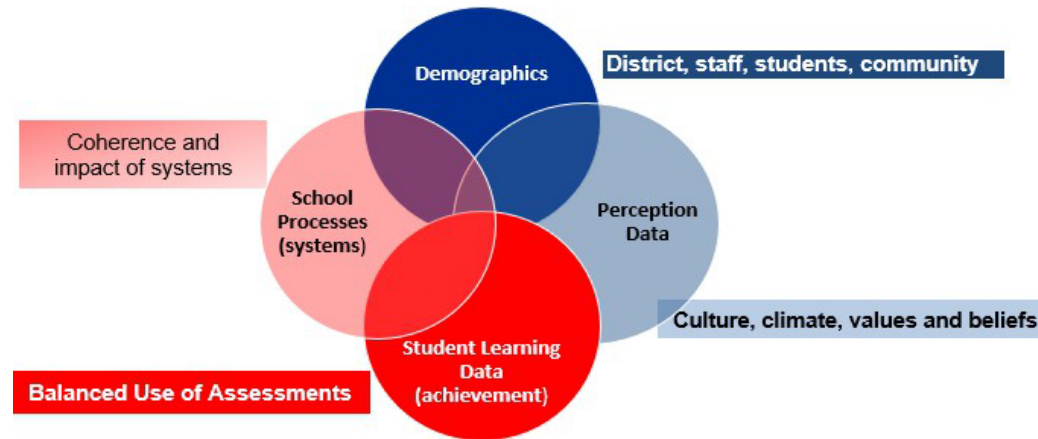 Demographics
District, staff, students, community
Coherence and
impact of systems
School
Processes
(systems)
Perception
Data
Culture, climate, values and beliefs
Student Learning
Data
(achievement)
Balanced Use of Assessments